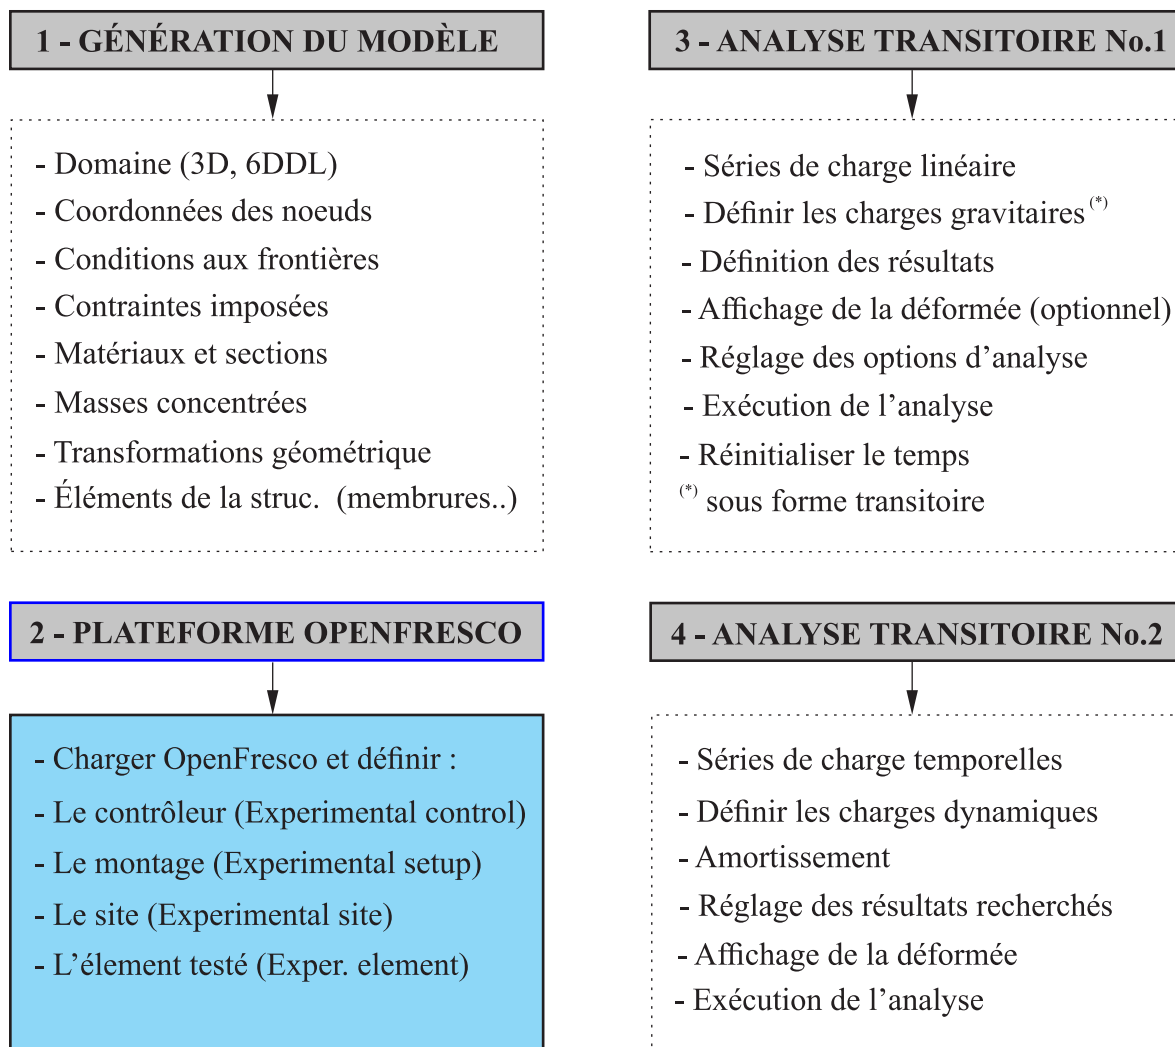 1 - GÉNÉRATION DU MODÈLE
- Domaine (3D, 6DDL)
- Coordonnées des noeuds
- Conditions aux frontières
- Contraintes imposées
- Matériaux et sections
- Masses concentrées
- Transformations géométrique
- Éléments de la struc. (membrures..)
2 - PLATEFORME OPENFRESCO
- Charger OpenFresco et définir :
- Le contrôleur (Experimental control)
- Le montage (Experimental setup)
- Le site (Experimental site)
- L’élement testé (Exper. element)
3 - ANALYSE TRANSITOIRE No.1
- Séries de charge linéaire
- Définir les charges gravitaires (*)
- Définition des résultats
- Affichage de la déformée (optionnel)
- Réglage des options d’analyse
- Exécution de l’analyse
- Réinitialiser le temps
(*) sous forme transitoire
4 - ANALYSE TRANSITOIRE No.2
- Séries de charge temporelles
- Définir les charges dynamiques
- Amortissement
- Réglage des résultats recherchés
- Affichage de la déformée
- Exécution de l’analyse